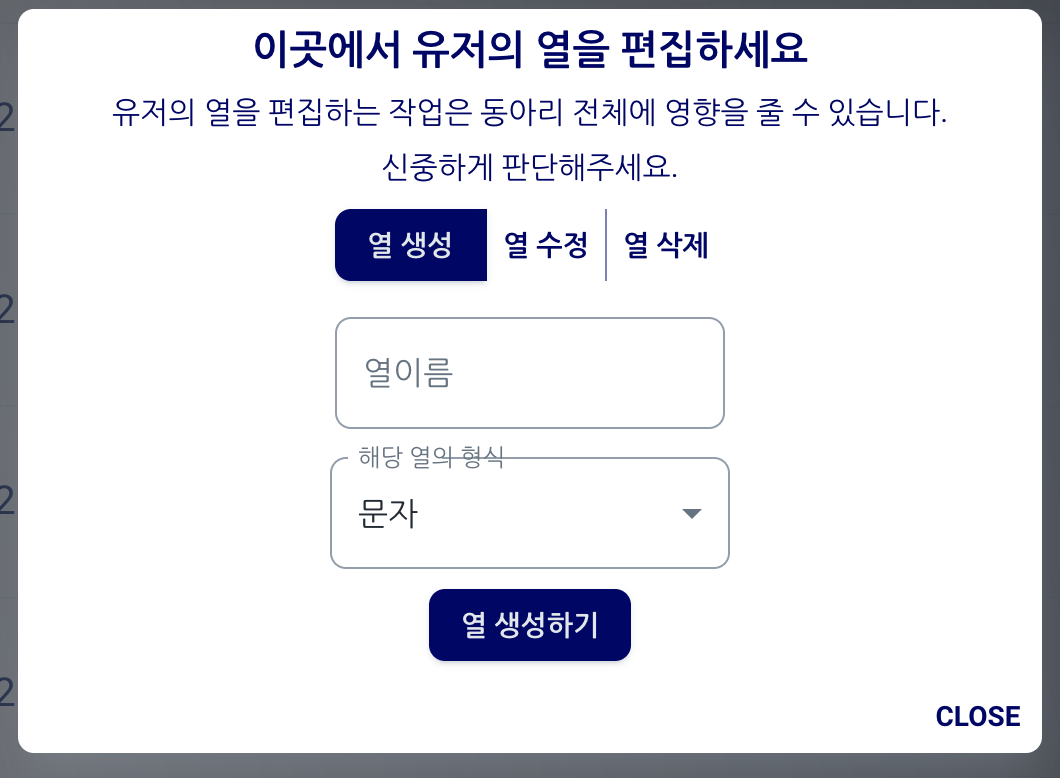 이곳에서 유저의 열을 편집하세요
유저의 열을 편집하는 작업은 동아리 전체에 영향을 줄 수 있습니다.
신중하게 판단해주세요.
열 생성 열 수정 열 삭제
열이름
해당 열의 형식
문자
열 생성하기
CLOSE
2
2
2
2